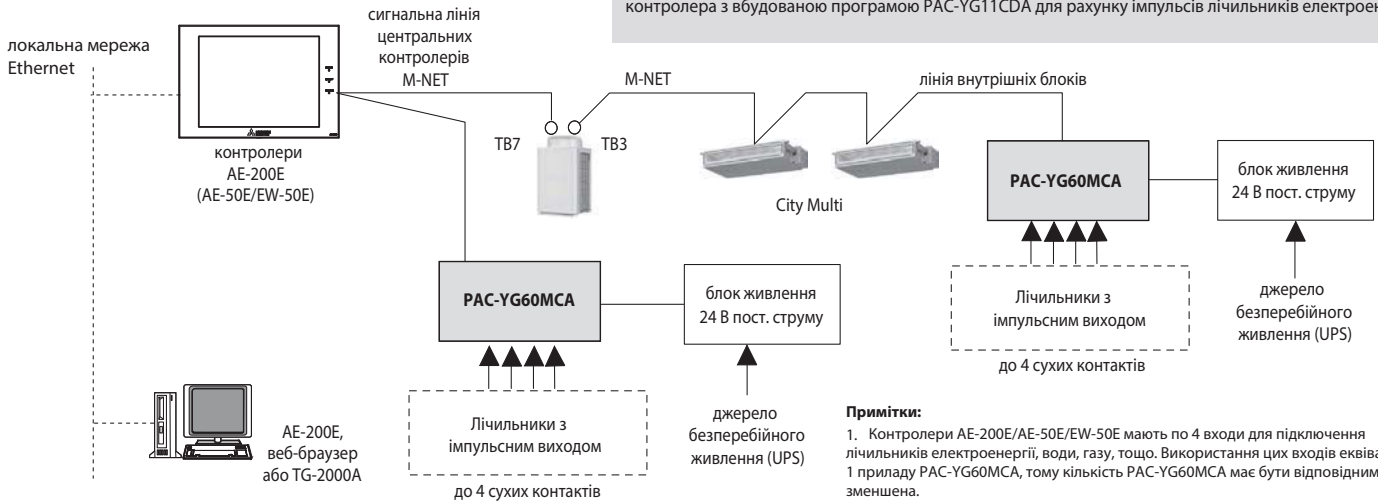 контролера з вбудованою програмою PAC-YG11CDA для рахунку імпульсів лічильників
локальна мережа
Ethernet
сигнальна лінія
центральних
контролерів
M-NET
M-NET
лінія внутрішніх блоків
контролери
AE-200E
(AE-50E/EW-50E)
TB7
TB3
City Multi
PAC-YG60MCA
блок живлення
24 В пост. струму
Лічильники з
імпульсним виходом
до 4 сухих контактів
джерело
безперебійного
живлення (UPS)
PAC-YG60MCA
блок живлення
24 В пост. струму
Лічильники з
імпульсним виходом
до 4 сухих контактів
джерело
безперебійного
живлення (UPS)
AE-200E,
веб-браузер
або TG-2000A
Примітки:
1. Контролери AE-200E/AE-50E/EW-50E мають по 4 входи для підключення
лічильників електроенергії, води, газу, тощо. Використання цих входів
1 приладу PAC-YG60MCA, тому кількість PAC-YG60MCA має бути
зменшена.